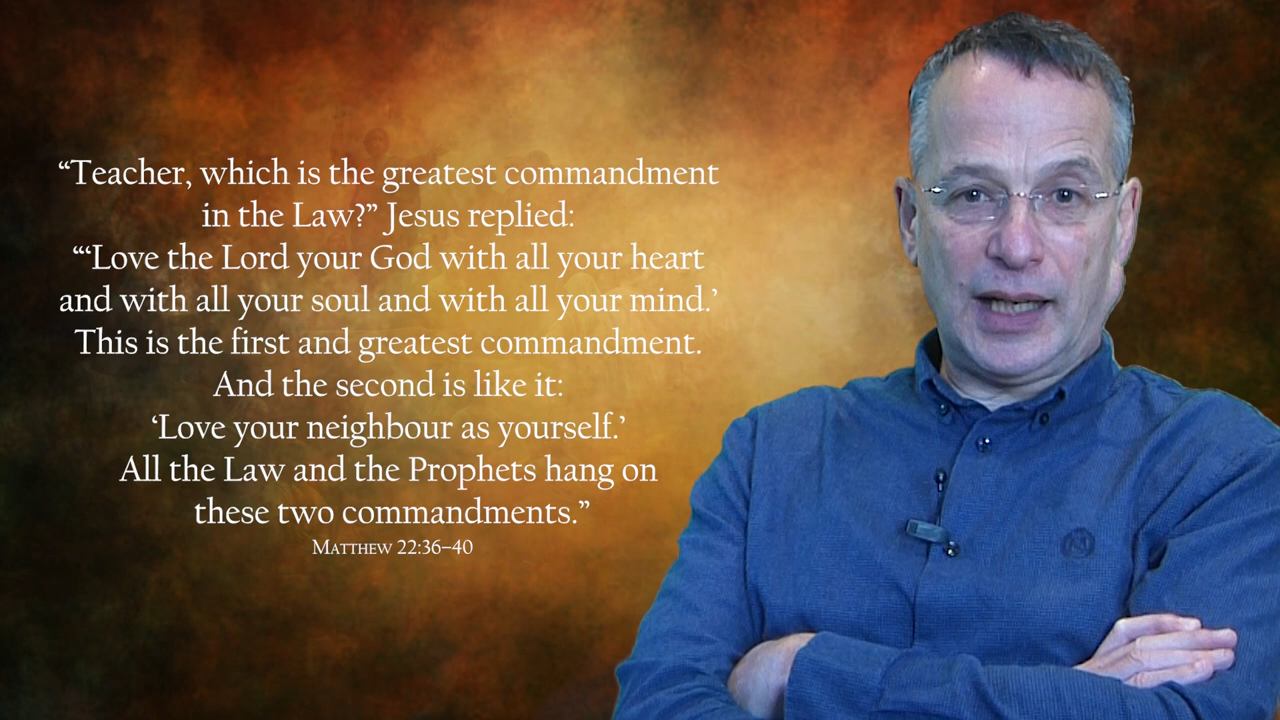 “Teacher, which is the greatest commandment
in the Law?” Jesus replied:
“‘Love the Lord your God with all your heart
and with all your soul and with all your mind.’
This is the first and greatest commandment.
And the second is like it:
‘Love your neighbour as yourself.’
All the Law and the Prophets hang on
these two commandments.”
Matthew 22:36–40